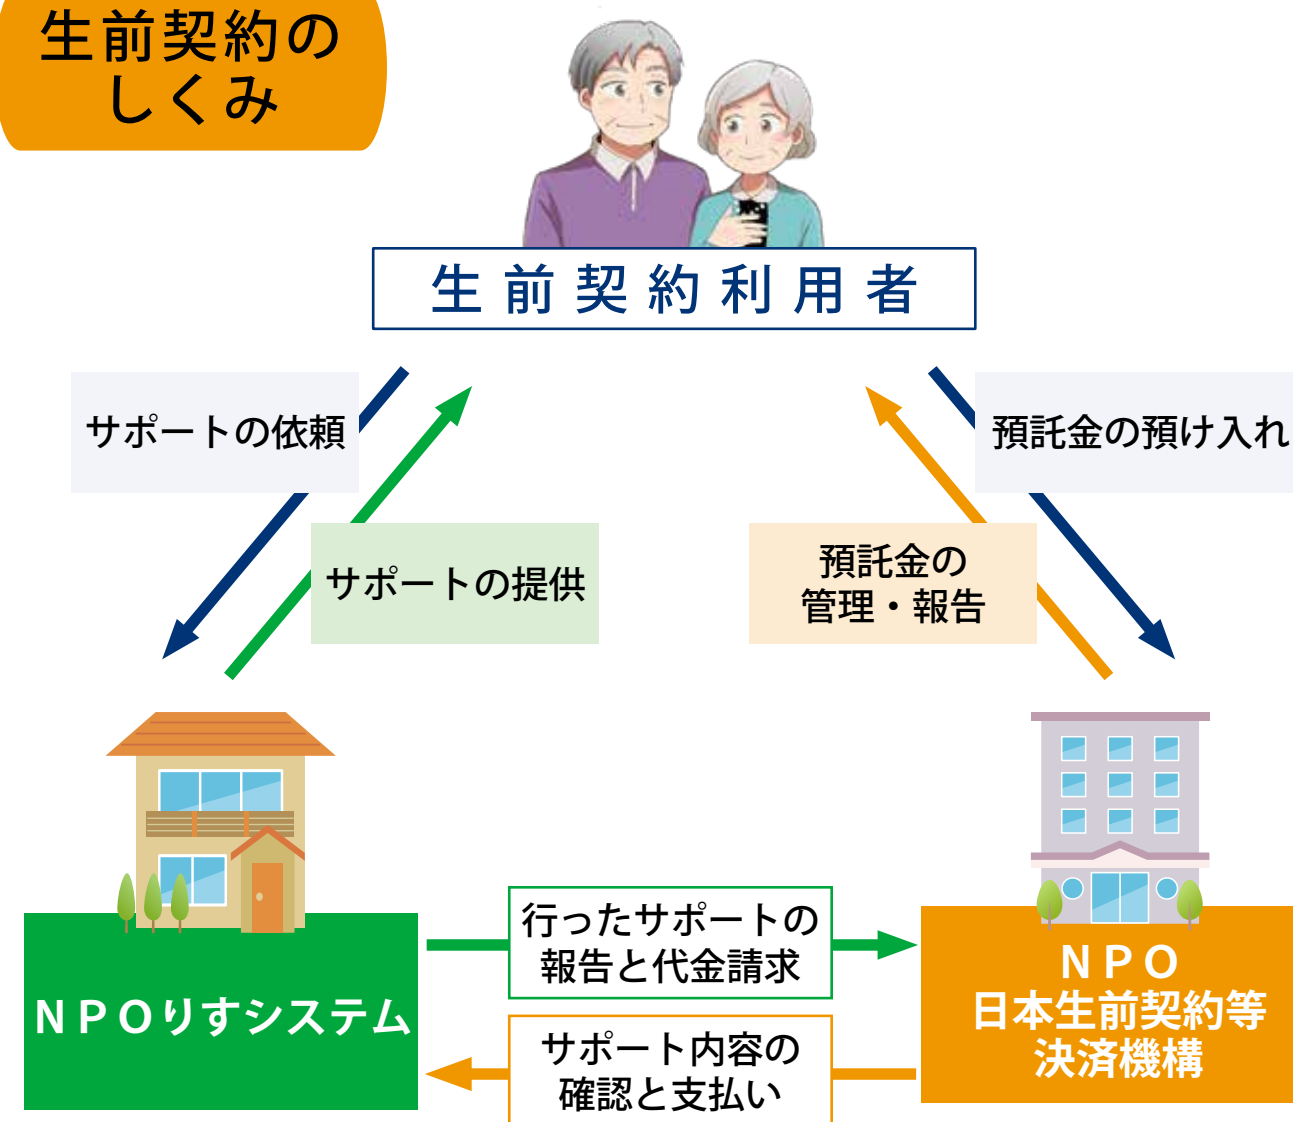 生前契約の
しくみ
生前契約利用者
サポートの依頼
預託金の預け入れ
サポートの提供
預託金の
管理・報告
行ったサポートの
報告と代金請求
ＮＰＯりすシステム
ＮＰＯ
日本生前契約等
決済機構
サポート内容の
確認と支払い